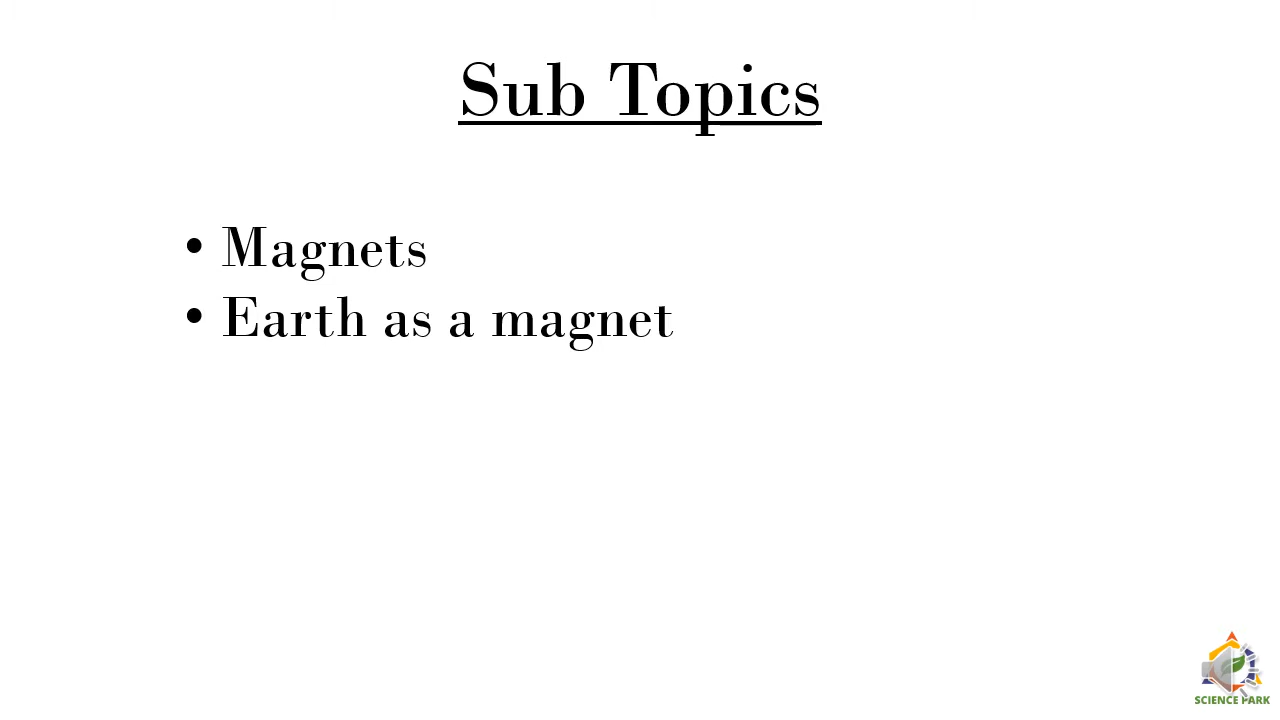 Sub Topics
• Magnets
• Earth as a magnet
SCIENCE PARK